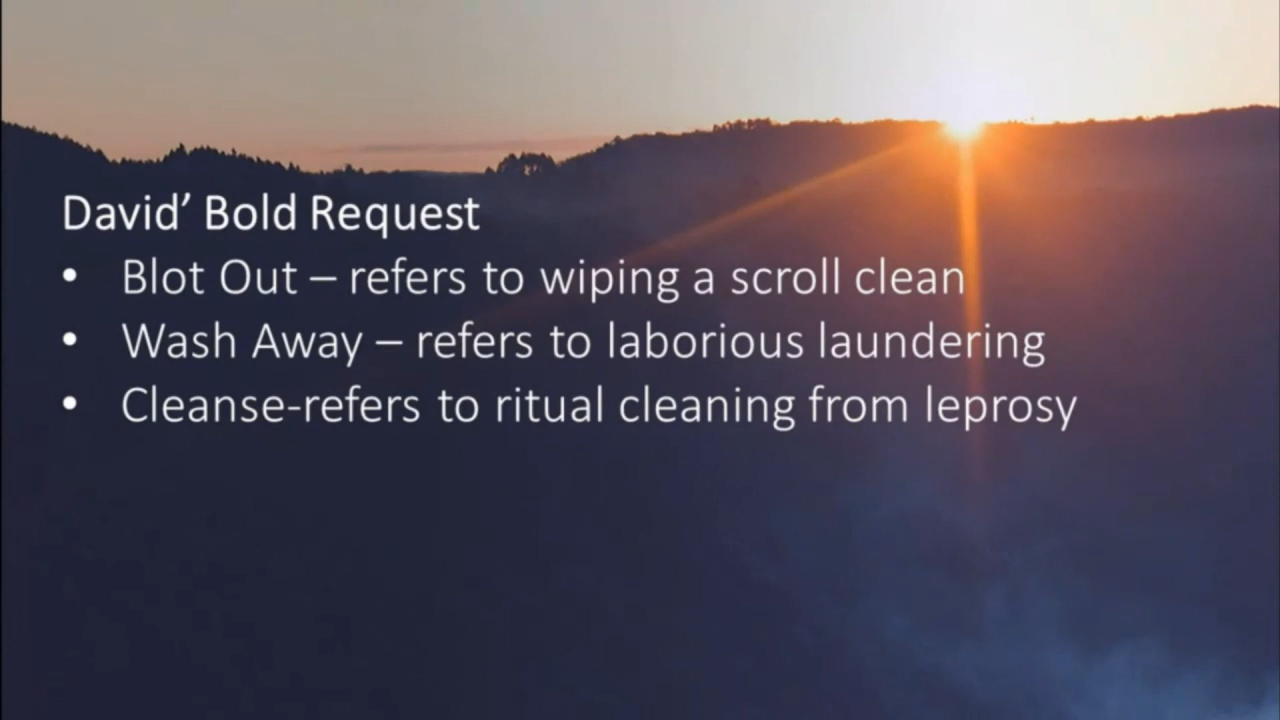 David’ Bold Request
• Blot Out – refers to wiping a scroll clean
• Wash Away – refers to laborious laundering
• Cleanse-refers to ritual cleaning from leprosy